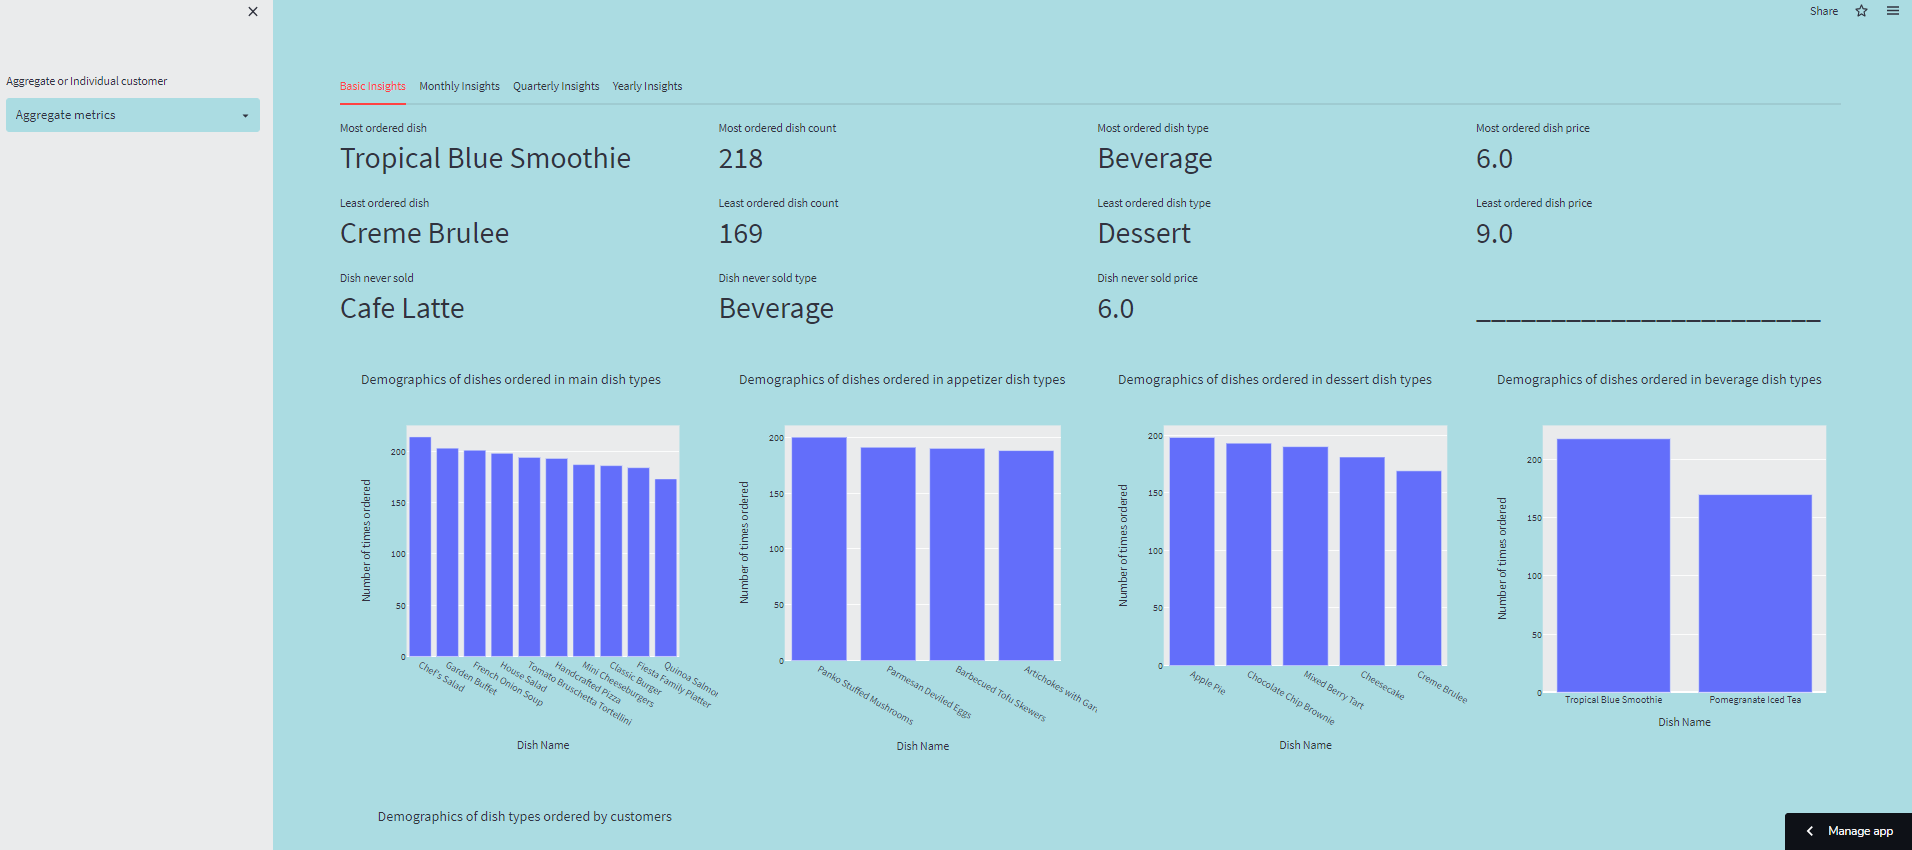 Share
Aggregate or Individual customer
Aggregate metrics
Basic Insights Monthly Insights Quarterly Insights Yearly Insights
Most ordered dish
Tropical Blue Smoothie
Most ordered dish count
218
Most ordered dish type
Beverage
Most ordered dish price
6.0
Least ordered dish
Creme Brulee
Least ordered dish count
169
Least ordered dish type
Dessert
Least ordered dish price
9.0
Dish never sold
Cafe Latte
Dish never sold type
Beverage
Dish never sold price
6.0
Demographics of dishes ordered in main dish types
Number of times ordered
200
150
100
50
0
Chef's Salad
Garden Buffet
French Onion Soup
House Salad
Tomato Bruschetta Tortellini
Handcrafted Pizza
Mini Cheeseburgers
Classic Burger
Fiesta Family Platter
Quinoa Salmon
Dish Name
Demographics of dishes ordered in appetizer dish types
Number of times ordered
200
150
100
50
0
Panko Stuffed Mushrooms
Parmesan Deviled Eggs
Barbecued Tofu Skewers
Artichokes with Gar
Dish Name
Demographics of dishes ordered in dessert dish types
Number of times ordered
200
150
100
50
0
Apple Pie
Chocolate Chip Brownie
Mixed Berry Tart
Cheesecake
Creme Brulee
Dish Name
Demographics of dishes ordered in beverage dish types
Number of times ordered
200
150
100
50
0
Tropical Blue Smoothie
Pomegranate Iced Tea
Dish Name
Demographics of dish types ordered by customers
Manage app